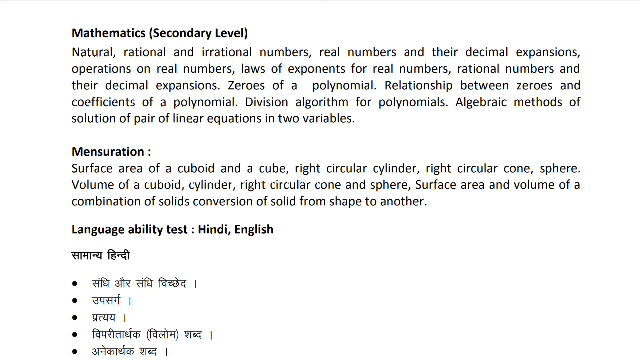 Mathematics (Secondary Level)
Natural, rational and irrational numbers, real numbers and their decimal expansions,
operations on real numbers, laws of exponents for real numbers, rational numbers and
their decimal expansions. Zeroes of a polynomial. Relationship between zeroes and
coefficients of a polynomial. Division algorithm for polynomials. Algebraic methods of
solution of pair of linear equations in two variables.
Mensuration :
Surface area of a cuboid and a cube, right circular cylinder, right circular cone, sphere.
Volume of a cuboid, cylinder, right circular cone and sphere, Surface area and volume of a
combination of solids conversion of solid from shape to another.
Language ability test : Hindi, English
सामान्य हिन्दी
• संधि और संधि विच्छेद ।
• उपसर्ग ।
• प्रत्यय ।
• विपरीतार्थक (विलोम) शब्द ।
• अनेकार्थक शब्द ।